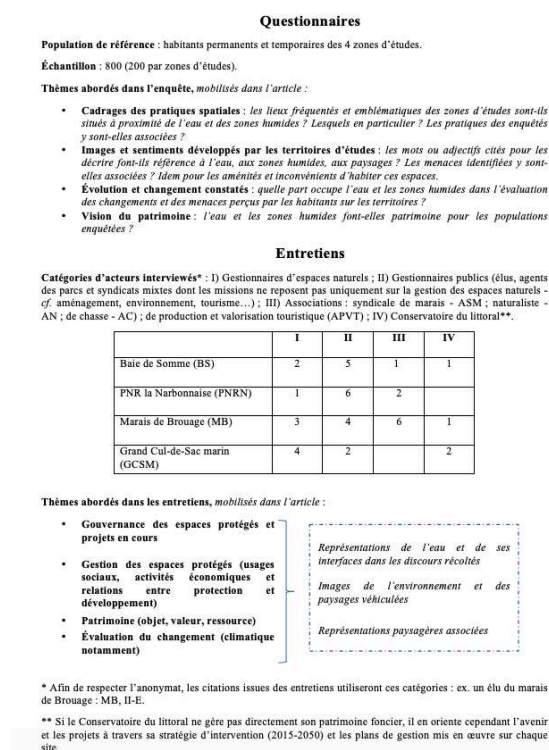 Questionnaires
Population de référence : habitants permanents et temporaires des 4 zones d'études.
Échantillon : 800 (200 par zones d'études).
Thèmes abordés dans l'enquête, mobilisés dans l'article :
• Cadrages des pratiques spatiales : les lieux fréquentés et emblématiques des zones d'études sont-ils
situés à proximité de l'eau et des zones humides ? Lesquels en particulier ? Les pratiques des enquêtés
y sont-elles associées ?
• Images et sentiments développés par les territoires d'études : les mots ou adjectifs cités pour les
décrire font-ils référence à l'eau, aux zones humides, aux paysages ? Les menaces identifiées y sont-
elles associées ? Idem pour les aménités et inconvénients d'habiter ces espaces.
• Évolution et changement constatés : quelle part occupe l'eau et les zones humides dans l'évaluation
des changements et des menaces perçus par les habitants sur les territoires ?
• Vision du patrimoine : l'eau et les zones humides font-elles patrimoine pour les populations
enquêtées ?
Entretiens
Catégories d'acteurs interviewés* : I) Gestionnaires d'espaces naturels ; II) Gestionnaires publics (élus, agents
des parcs et syndicats mixtes dont les missions ne reposent pas uniquement sur la gestion des espaces naturels -
cf. aménagement, environnement, tourisme…) ; III) Associations : syndicale de marais - ASM ; naturaliste -
AN ; de chasse - AC) ; de production et valorisation touristique (APVT) ; IV) Conservatoire du littoral**.
I II III IV
Baie de Somme (BS) 2 5 1 1
PNR la Narbonnaise (PNRN) 1 6 2
Marais de Brouage (MB) 3 4 6 1
Grand Cul-de-Sac marin
(GCSM) 4 2 2
Thèmes abordés dans les entretiens, mobilisés dans l'article :
• Gouvernance des espaces protégés et
projets en cours
• Gestion des espaces protégés (usages
sociaux, activités économiques et
relations entre protection et
développement)
• Patrimoine (objet, valeur, ressource)
• Évaluation du changement (climatique
notamment)
Représentations de l'eau et de ses
interfaces dans les discours récoltés
Images de l'environnement et des
paysages véhiculées
Représentations paysagères associées
* Afin de respecter l'anonymat, les citations issues des entretiens utiliseront ces catégories : ex. un élu du marais
de Brouage : MB, II-E.
** Si le Conservatoire du littoral ne gère pas directement son patrimoine foncier, il en oriente cependant l'avenir
et les projets à travers sa stratégie d'intervention (2015-2050) et les plans de gestion mis en œuvre sur chaque
site.